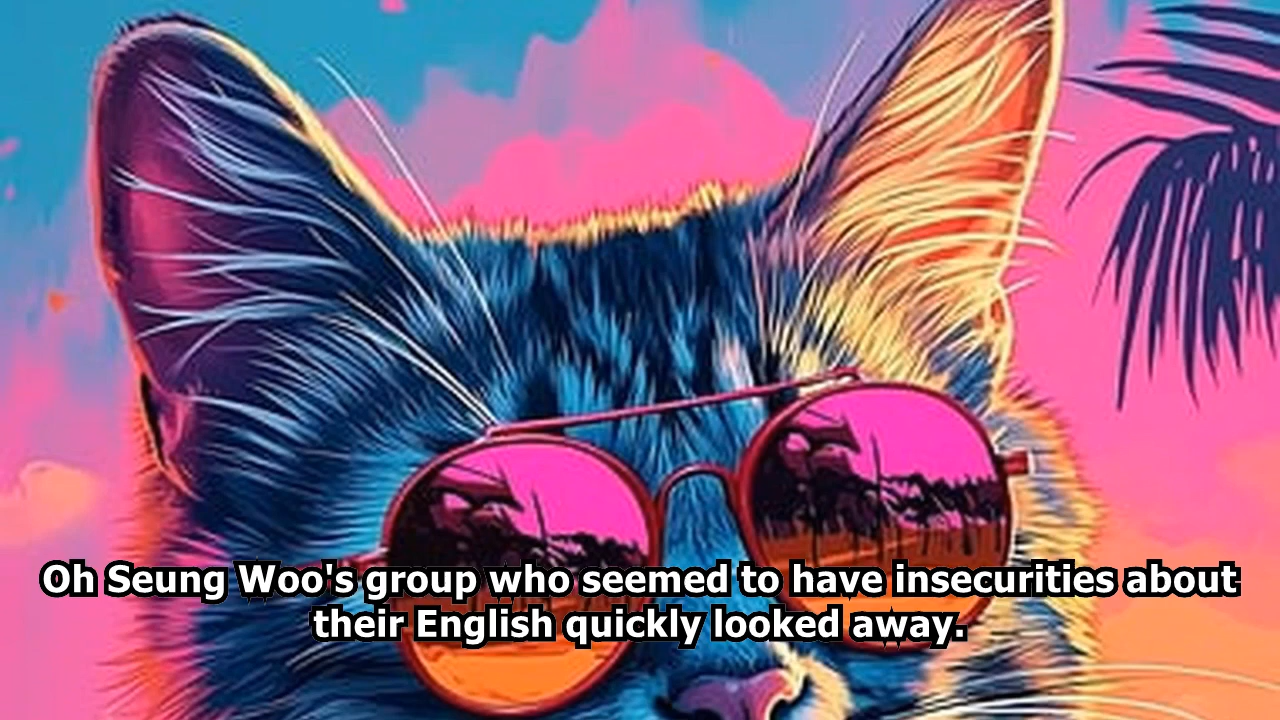 Oh Seung Woo's group who seemed to have insecurities about
their English quickly looked away.